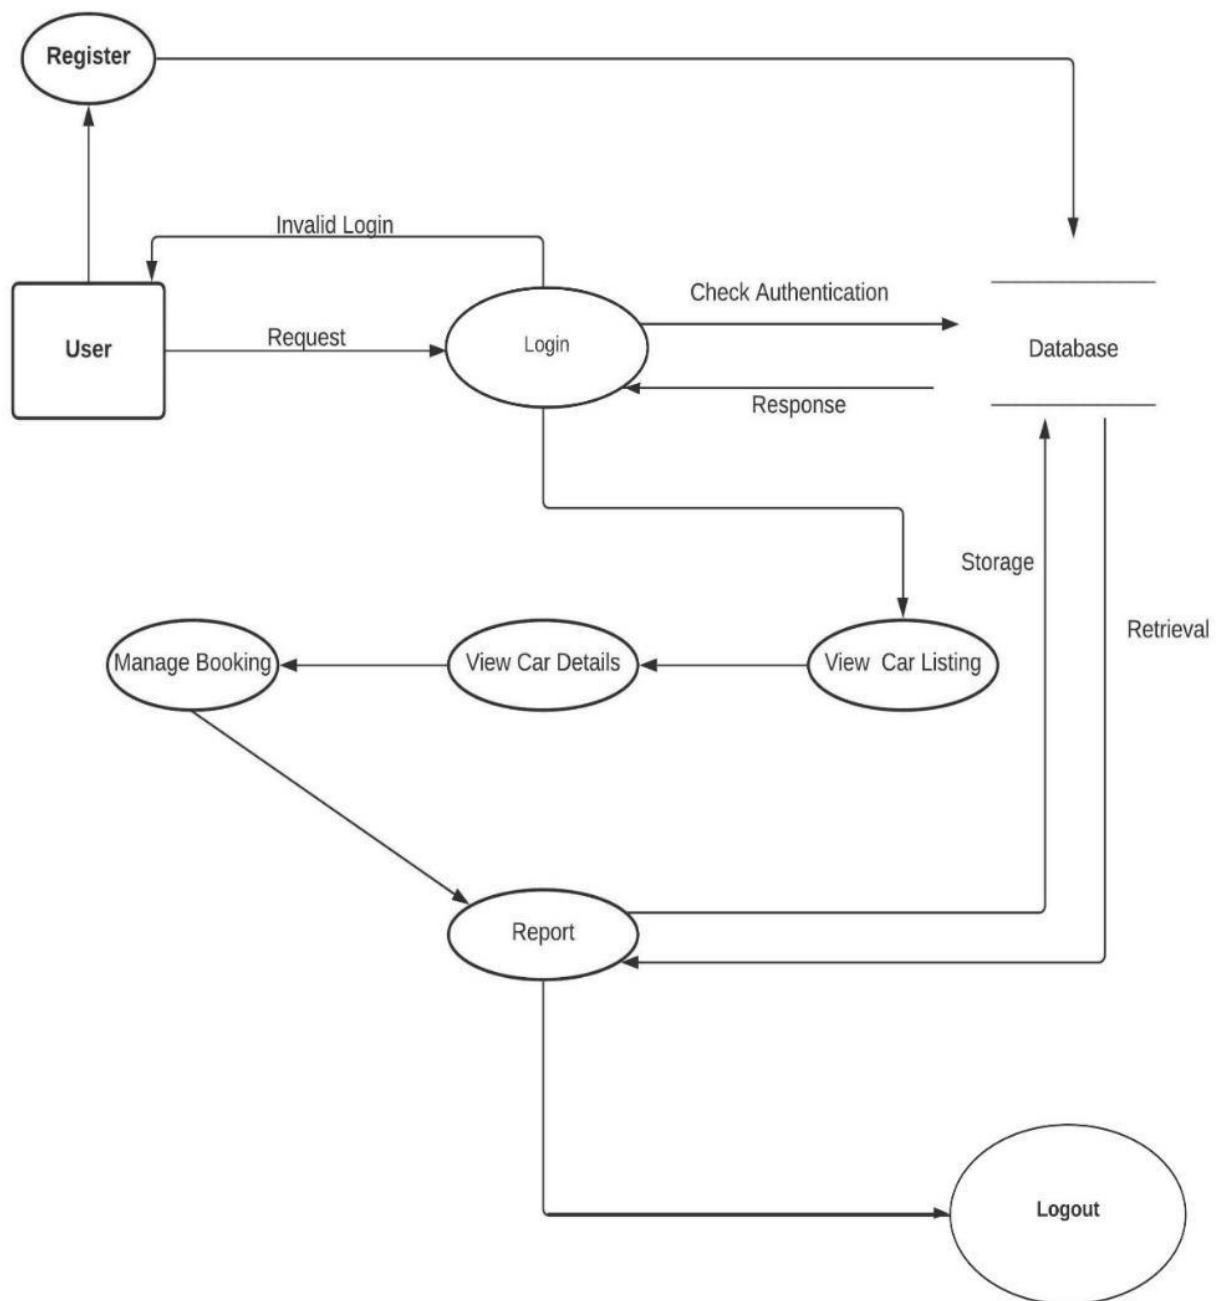 Register
Invalid Login
Check Authentication
User
Request
Login
Database
Response
Storage
Retrieval
Manage Booking
View Car Details
View  Car Listing
Report
Logout